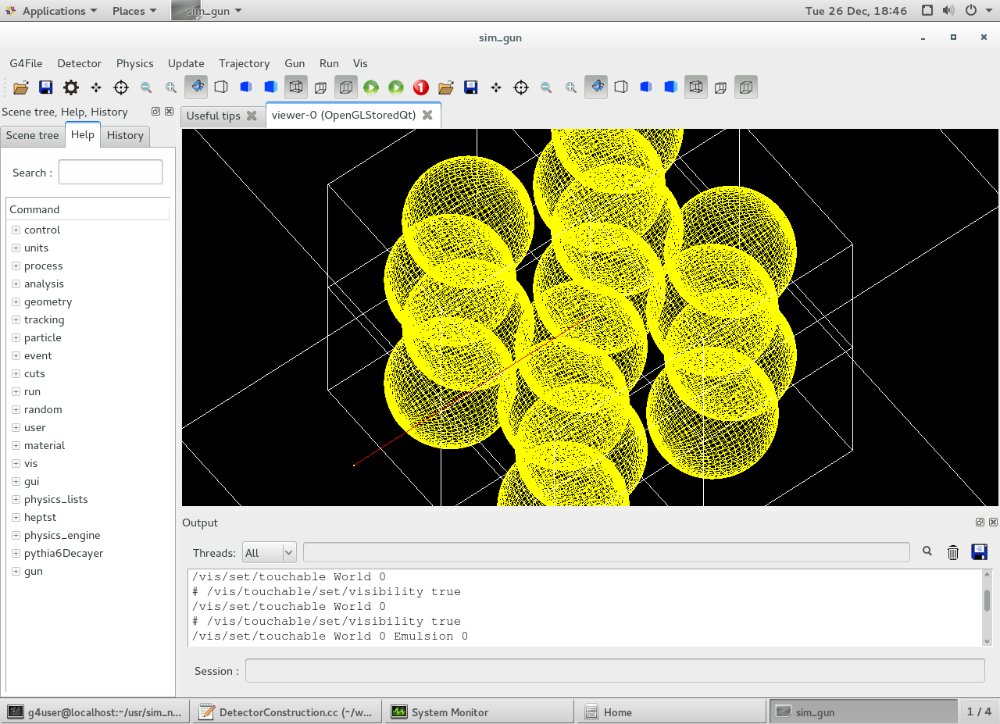 Applications Places sim_gun Tue 26 Dec, 18:46
sim_gun
G4File Detector Physics Update Trajectory Gun Run Vis
1
Scene tree, Help, History
Useful tips viewer-0 (OpenGLStoredQt)
Scene tree Help History
Search :
Command
control
units
process
analysis
geometry
tracking
particle
event
cuts
run
random
user
material
vis
gui
physics_lists
heptst
physics_engine
pythia6Decayer
gun
Output
Threads: All
/vis/set/touchable World 0
# /vis/touchable/set/visibility true
/vis/set/touchable World 0
# /vis/touchable/set/visibility true
/vis/set/touchable World 0 Emulsion 0
Session :
g4user@localhost:~/usr/sim_n... DetectorConstruction.cc (~/w... System Monitor Home sim_gun 1 / 4